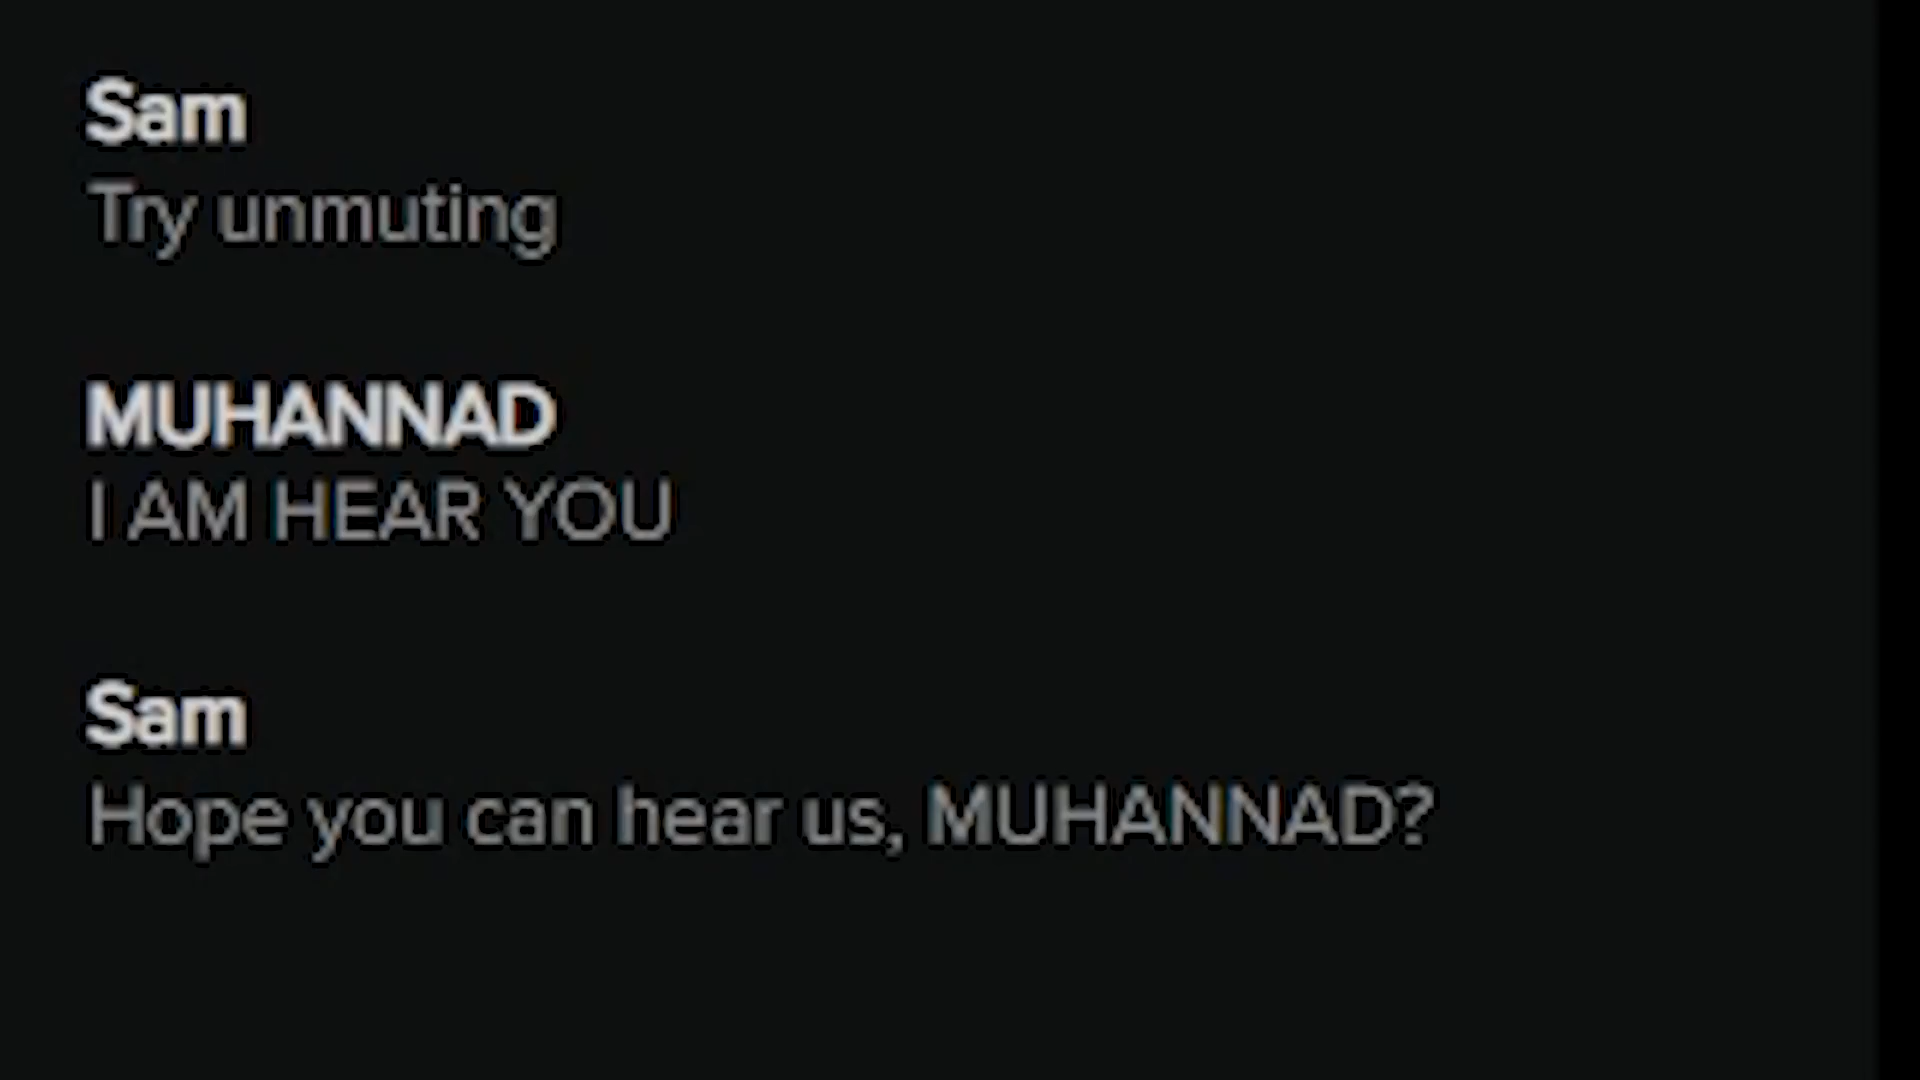 Sam
Try unmuting
MUHANNAD
I AM HEAR YOU
Sam
Hope you can hear us, MUHANNAD?